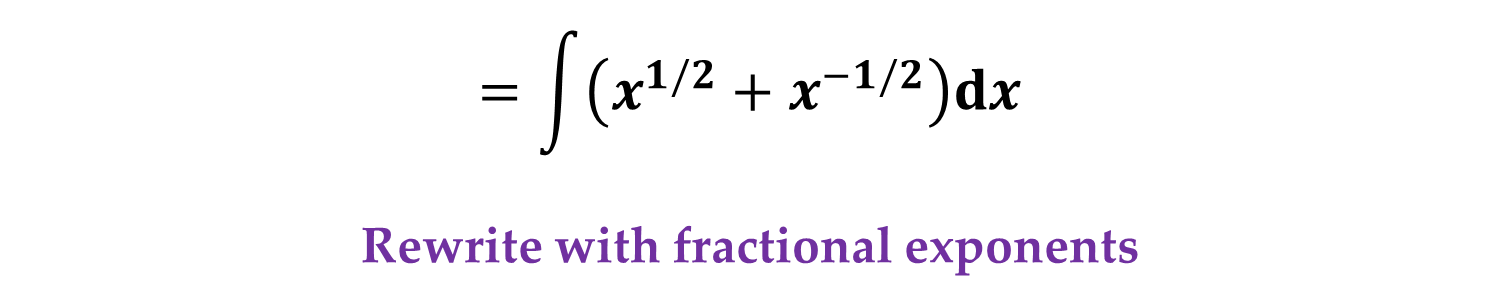 = ∫(x^{1/2} + x^{-1/2})dx
Rewrite with fractional exponents